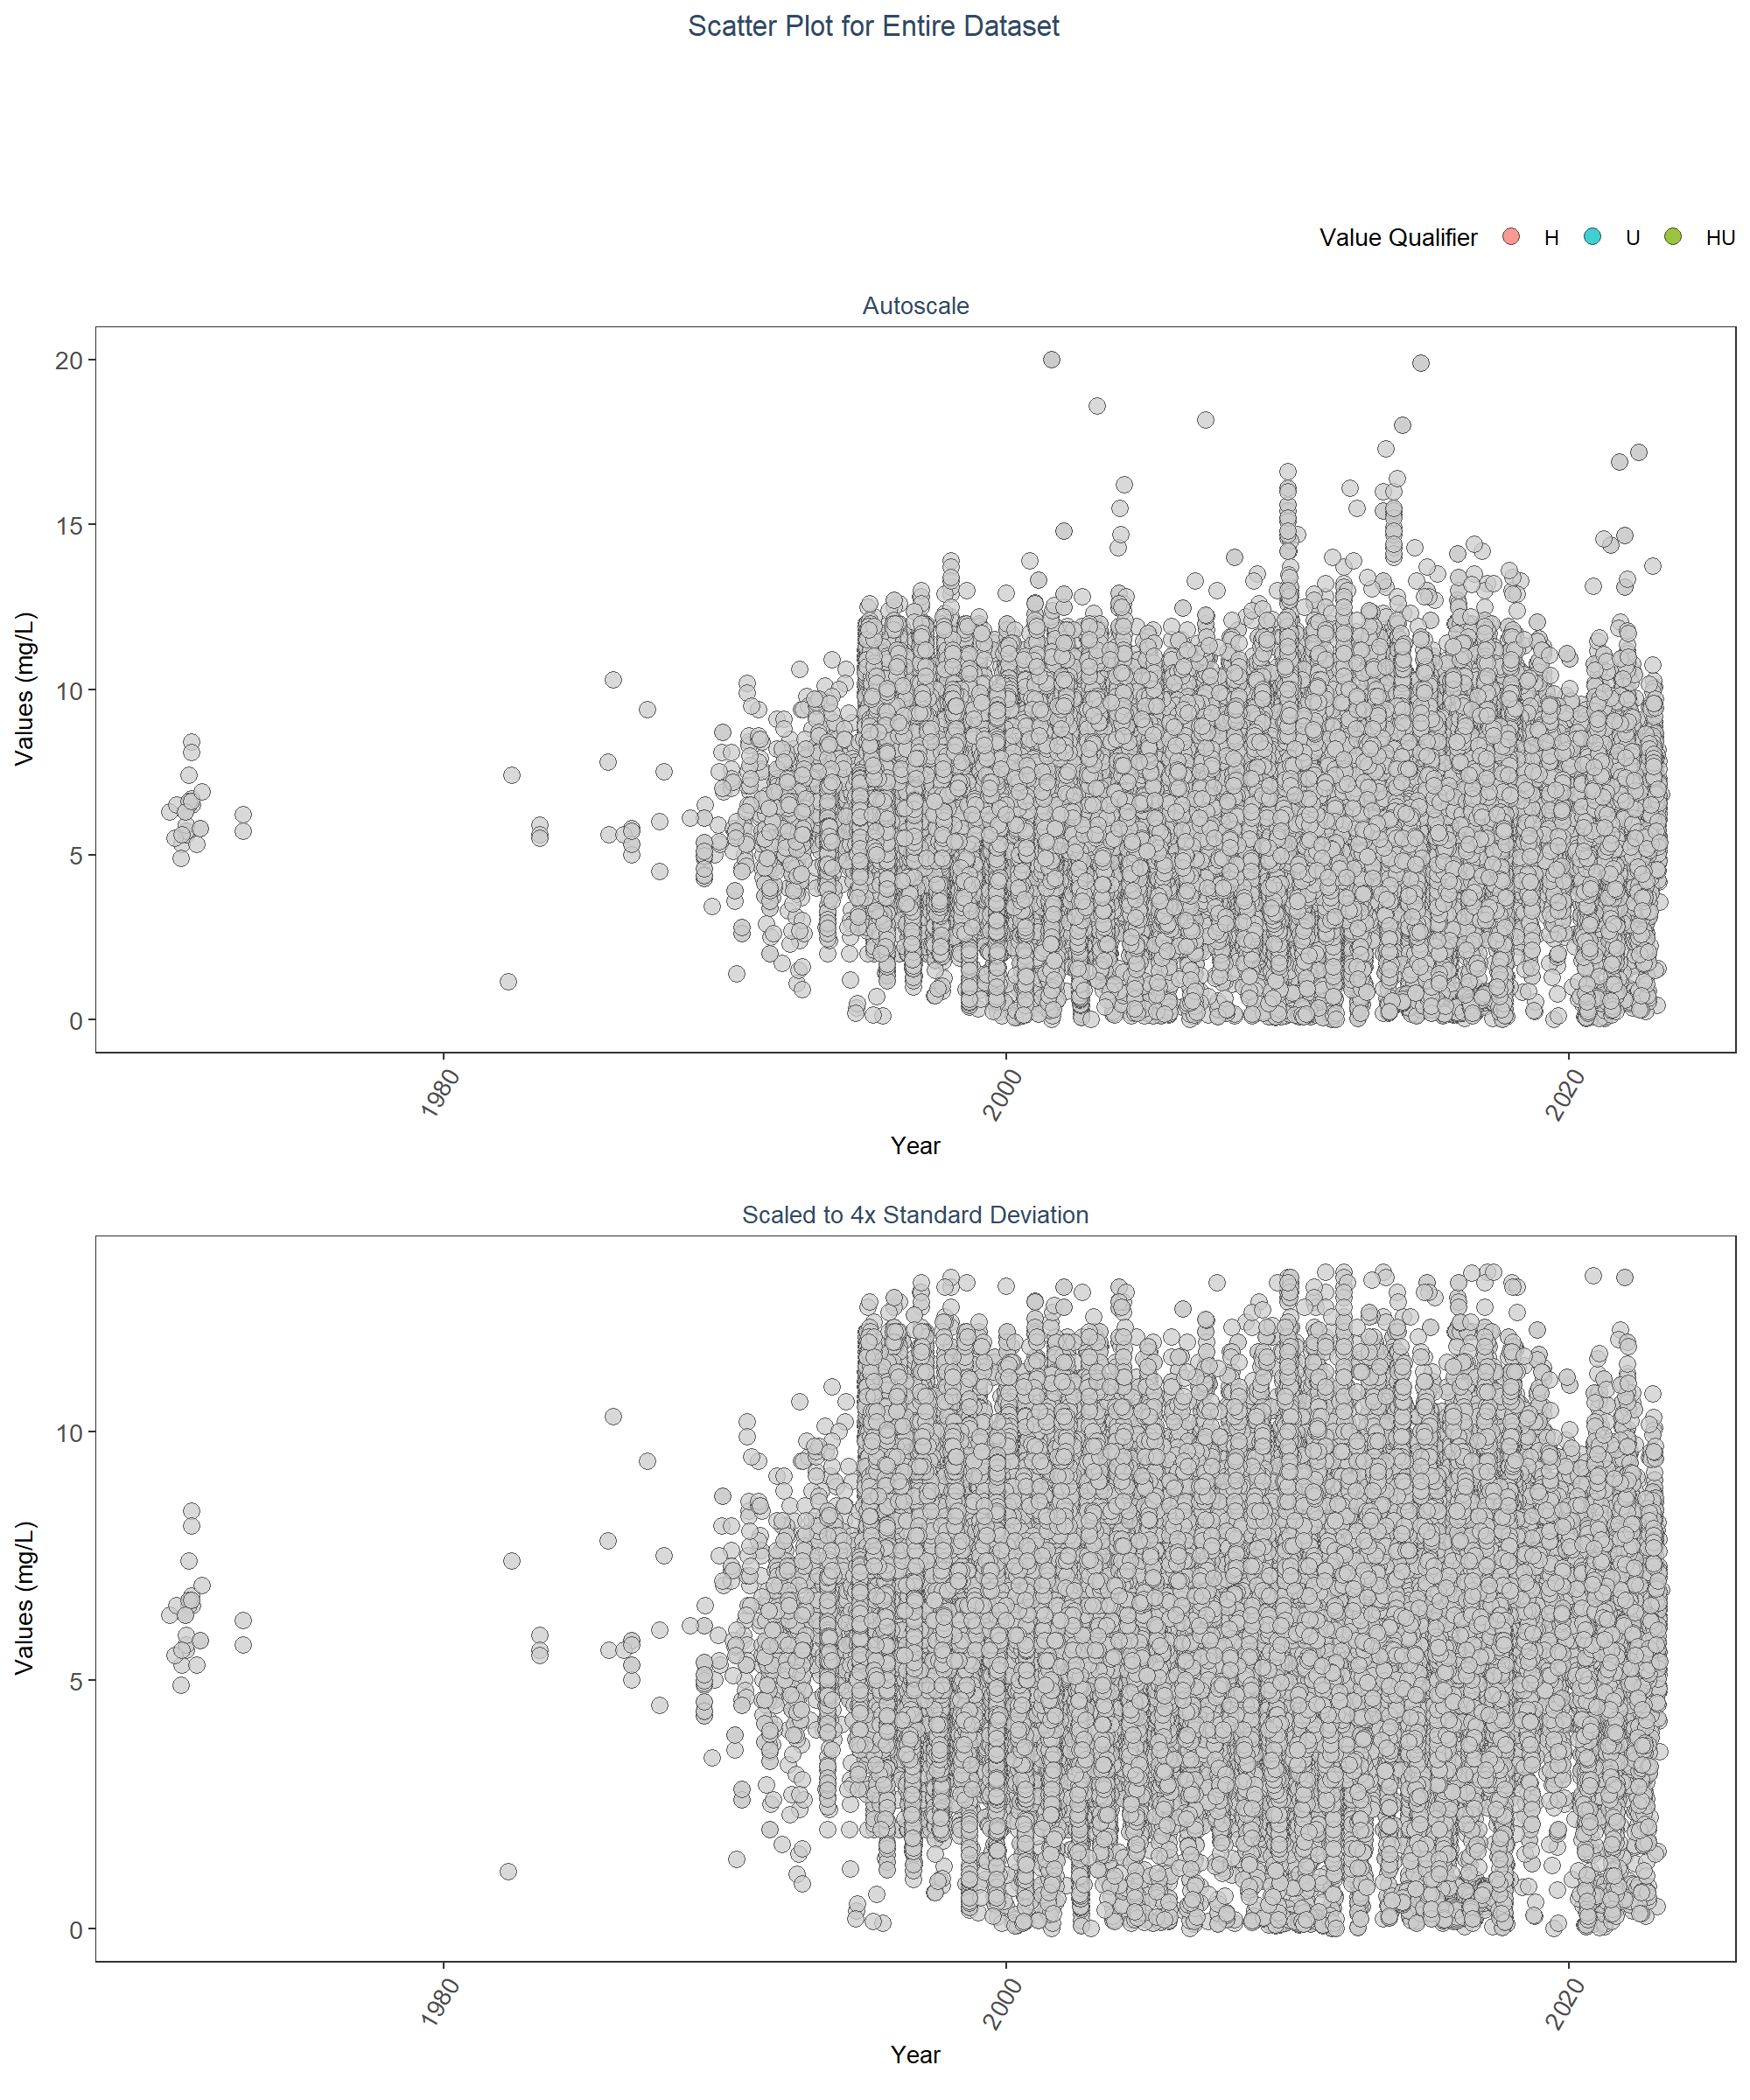 Scatter Plot for Entire Dataset
Value Qualifier H U HU
Autoscale
20
15
10
5
0
Values (mg/L)
1980 2000 2020
Year
Scaled to 4x Standard Deviation
10
5
0
Values (mg/L)
1980 2000 2020
Year